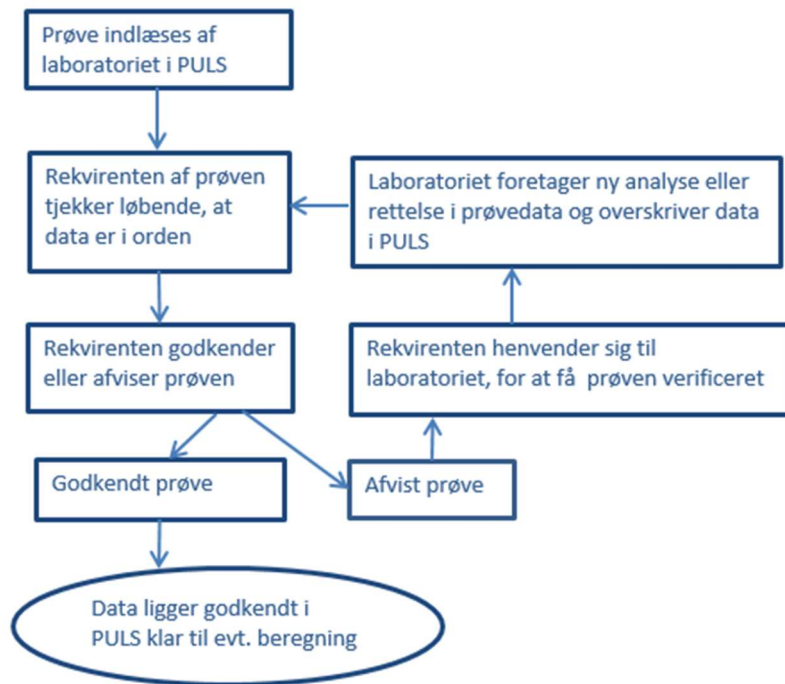 Prøve indlæses af
laboratoriet i PULS
Rekvirenten af prøven
tjekker løbende, at
data er i orden
Laboratoriet foretager ny analyse eller
rettelse i prøvedata og overskriver data
i PULS
Rekvirenten godkender
eller afviser prøven
Rekvirenten henvender sig til
laboratoriet, for at få prøven verificeret
Godkendt prøve
Afvist prøve
Data ligger godkendt i
PULS klar til evt. beregning